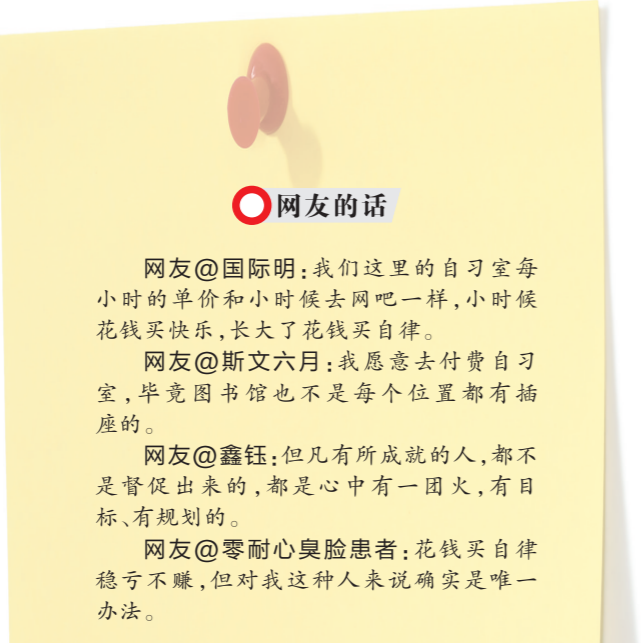 网友的话
网友@国际明:我们这里的自习室每
小时的单价和小时候去网吧一样,小时候
花钱买快乐,长大了花钱买自律。
网友@斯文六月:我愿意去付费自习
室,毕竟图书馆也不是每个位置都有插
座的。
网友@鑫钰:但凡有所成就的人,都不
是督促出来的,都是心中有一团火,有目
标、有规划的。
网友@零耐心臭脸患者:花钱买自律
稳亏不赚,但对我这种人来说确实是唯一
办法。